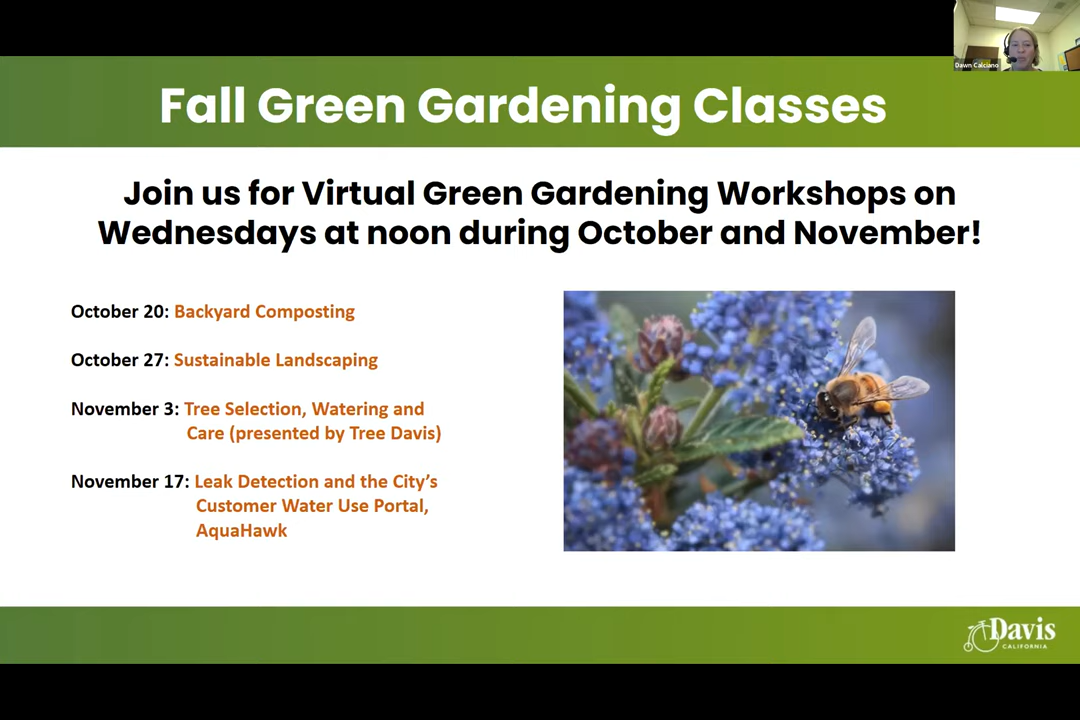 Dawn Calciano
Fall Green Gardening Classes
Join us for Virtual Green Gardening Workshops on
Wednesdays at noon during October and November!
October 20: Backyard Composting
October 27: Sustainable Landscaping
November 3: Tree Selection, Watering and
Care (presented by Tree Davis)
November 17: Leak Detection and the City’s
Customer Water Use Portal,
AquaHawk
Davis
CALIFORNIA